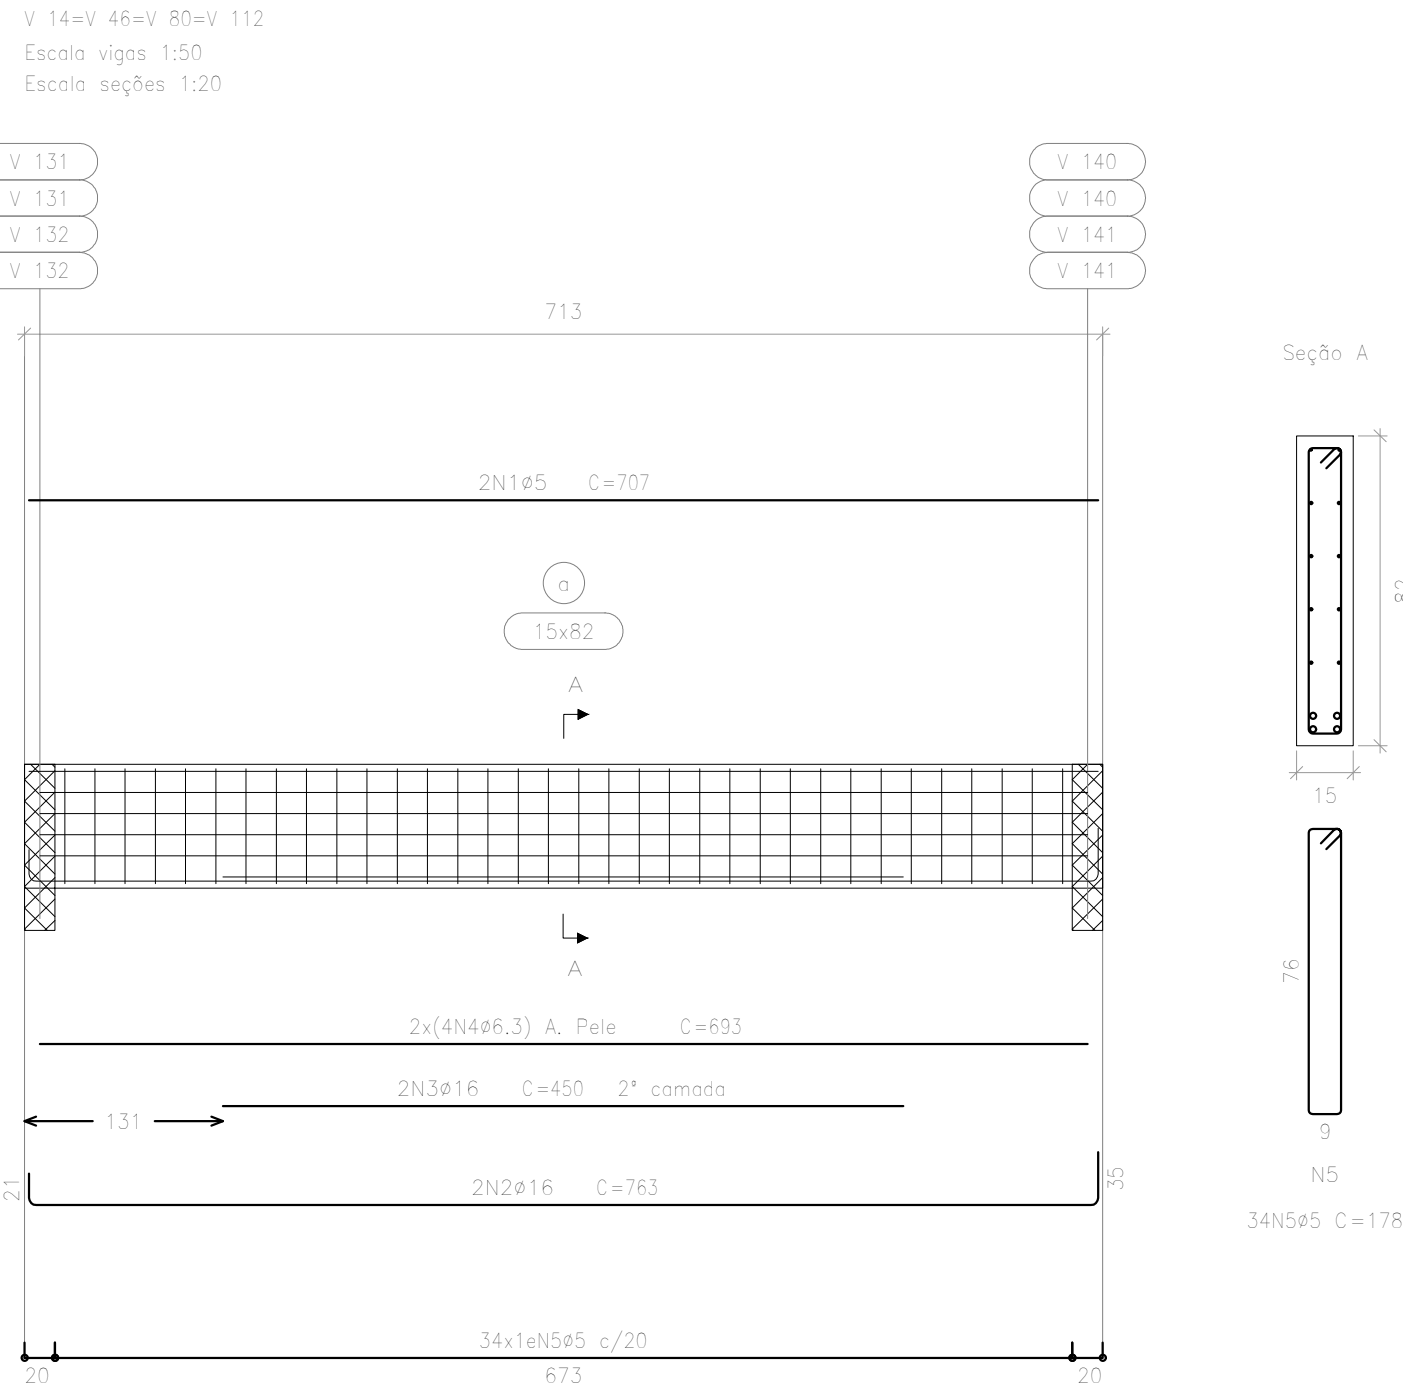 V 14=V 46=V 80=V 112
Escala vigas 1:50
Escala seções 1:20
V 131
V 131
V 132
V 132
V 140
V 140
V 141
V 141
713
Seção A
2N1ø5 C=707
a
15x82
A
82
15
A
76
2x(4N4ø6.3) A. Pele C=693
2N3ø16 C=450 2ª camada
131
9
21
2N2ø16 C=763
35
N5
34N5ø5 C=178
34x1eN5ø5 c/20
20
673
20